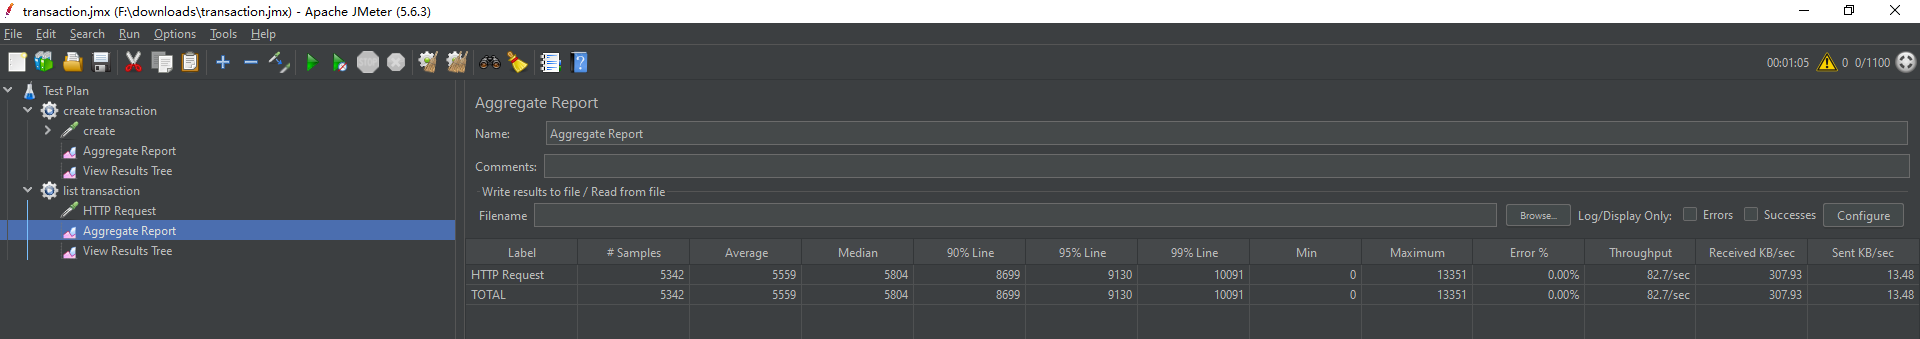 transaction.jmx (F:\downloads\transaction.jmx) - Apache JMeter (5.6.3)
File Edit Search Run Options Tools Help
STOP
00:01:05 0 0/1100
Test Plan
create transaction
create
Aggregate Report
View Results Tree
list transaction
HTTP Request
Aggregate Report
View Results Tree
Aggregate Report
Name: Aggregate Report
Comments:
Write results to file / Read from file
Filename Browse... Log/Display Only: Errors Successes Configure
Label # Samples Average Median 90% Line 95% Line 99% Line Min Maximum Error % Throughput Received KB/sec Sent KB/sec
HTTP Request 5342 5559 5804 8699 9130 10091 0 13351 0.00% 82.7/sec 307.93 13.48
TOTAL 5342 5559 5804 8699 9130 10091 0 13351 0.00% 82.7/sec 307.93 13.48